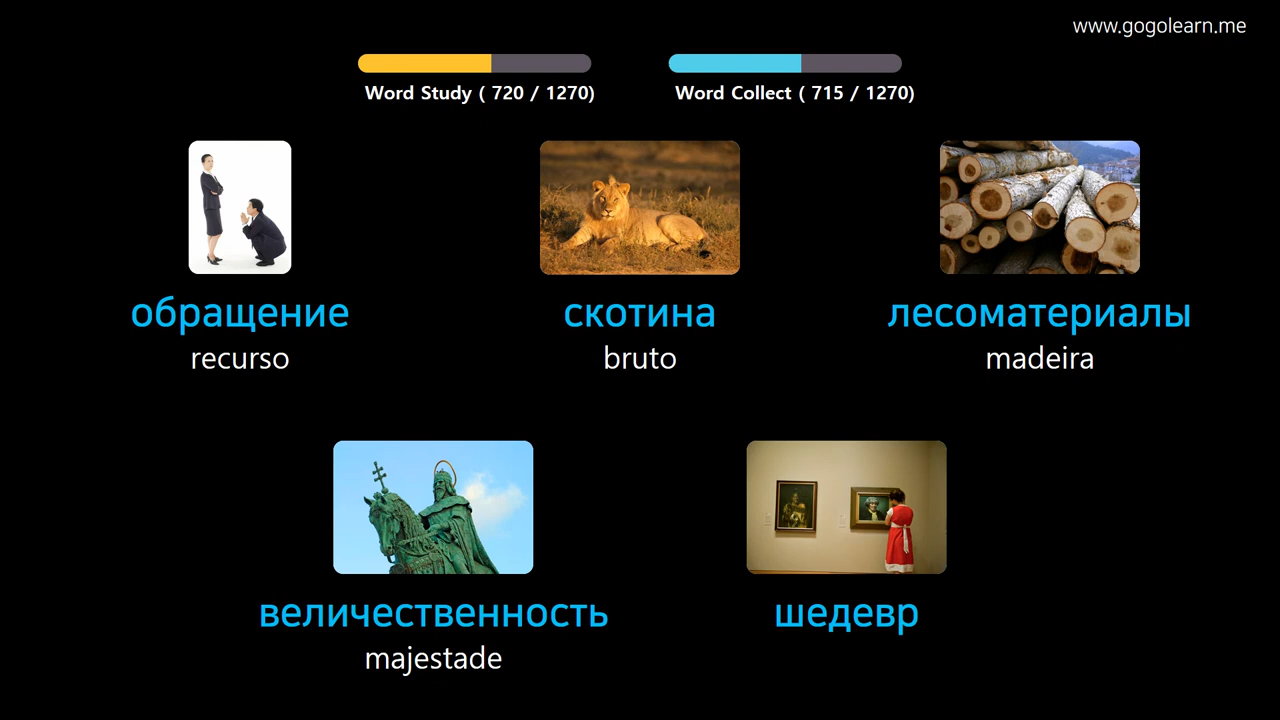 www.gogolearn.me
Word Study ( 720 / 1270)
Word Collect ( 715 / 1270)
обращение
recurso
скотина
bruto
лесоматериалы
madeira
величественность
majestade
шедевр